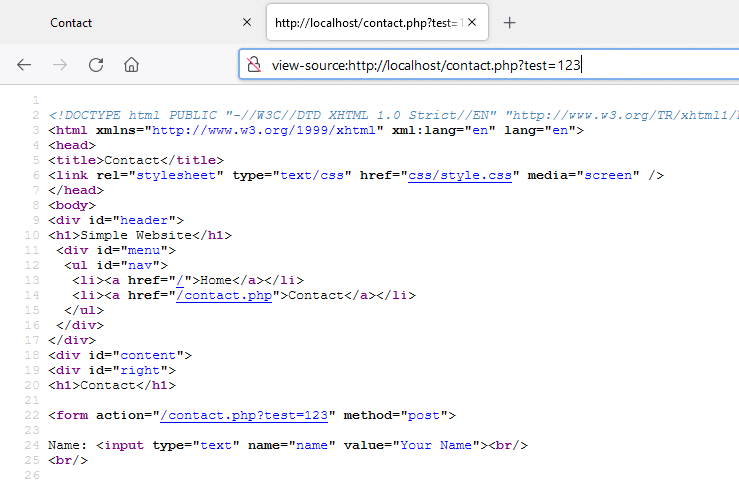 Contact
http://localhost/contact.php?test=1
view-source:http://localhost/contact.php?test=123
1
2 <!DOCTYPE html PUBLIC "-//W3C//DTD XHTML 1.0 Strict//EN" "http://www.w3.org/TR/xhtml1/
3 <html xmlns="http://www.w3.org/1999/xhtml" xml:lang="en" lang="en">
4 <head>
5 <title>Contact</title>
6 <link rel="stylesheet" type="text/css" href="css/style.css" media="screen" />
7 </head>
8 <body>
9 <div id="header">
10 <h1>Simple Website</h1>
11 <div id="menu">
12 <ul id="nav">
13 <li><a href="/">Home</a></li>
14 <li><a href="/contact.php">Contact</a></li>
15 </ul>
16 </div>
17 </div>
18 <div id="content">
19 <div id="right">
20 <h1>Contact</h1>
21
22 <form action="/contact.php?test=123" method="post">
23
24 Name: <input type="text" name="name" value="Your Name"><br/>
25 <br/>
26